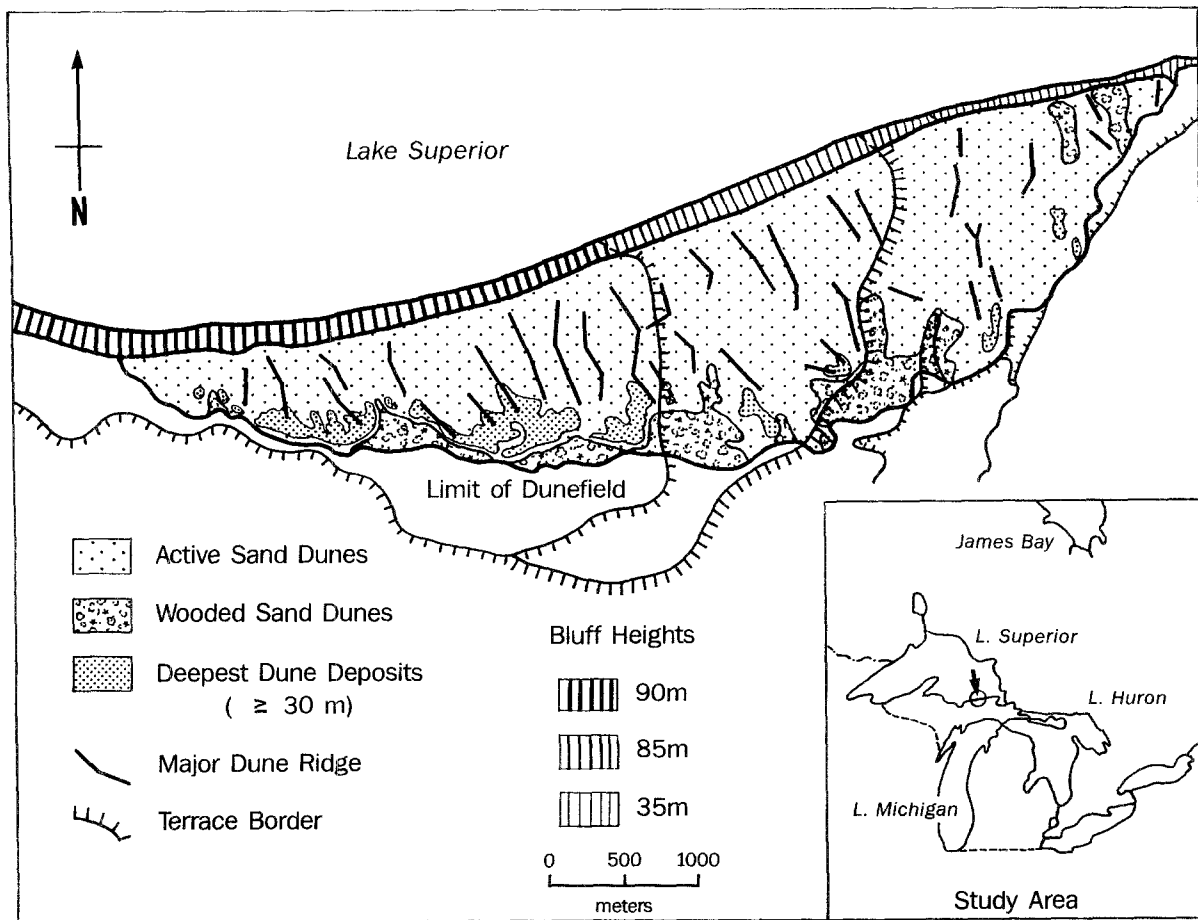 Lake Superior
N
Limit of Dunefield
Active Sand Dunes
Wooded Sand Dunes
Deepest Dune Deposits
( ≥ 30 m)
Major Dune Ridge
Terrace Border
Bluff Heights
90m
85m
35m
0 500 1000
meters
James Bay
L. Superior
L. Huron
L. Michigan
Study Area